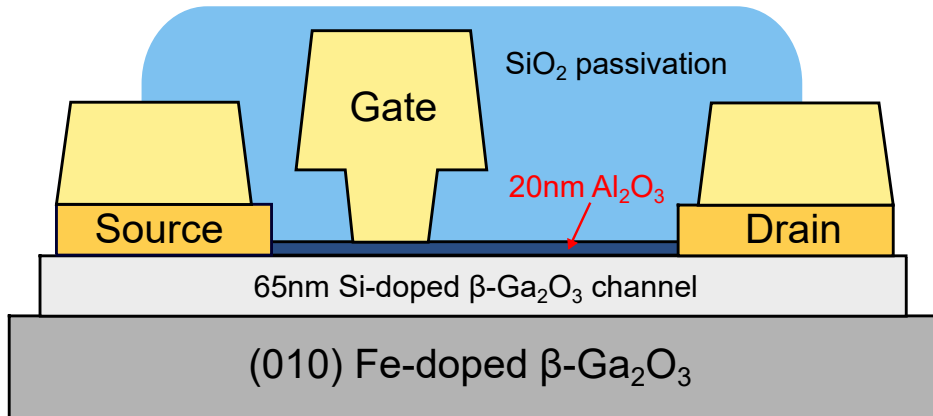 SiO₂ passivation
Gate
20nm Al₂O₃
Source
Drain
65nm Si-doped β-Ga₂O₃ channel
(010) Fe-doped β-Ga₂O₃